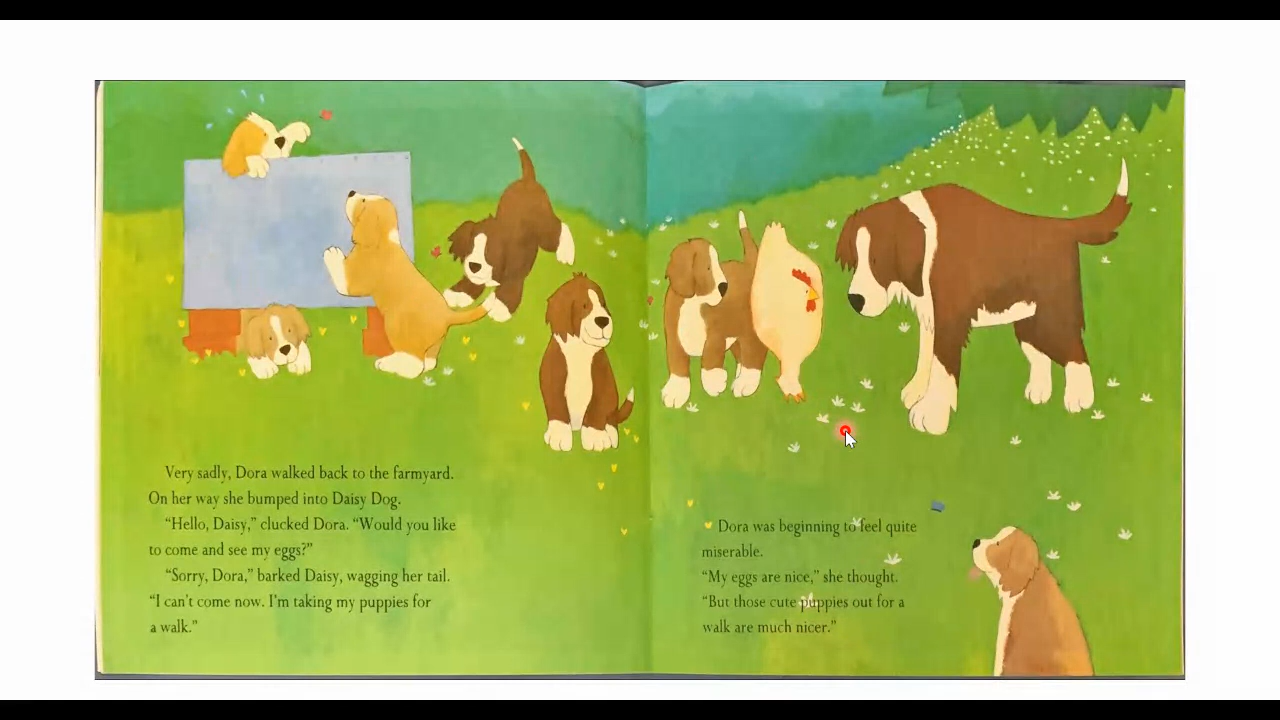 Very sadly, Dora walked back to the farmyard.
On her way she bumped into Daisy Dog.
“Hello, Daisy,” clucked Dora. “Would you like
to come and see my eggs?”
“Sorry, Dora,” barked Daisy, wagging her tail.
“I can't come now. I'm taking my puppies for
a walk.”
Dora was beginning to feel quite
miserable.
“My eggs are nice,” she thought.
“But those cute puppies out for a
walk are much nicer.”